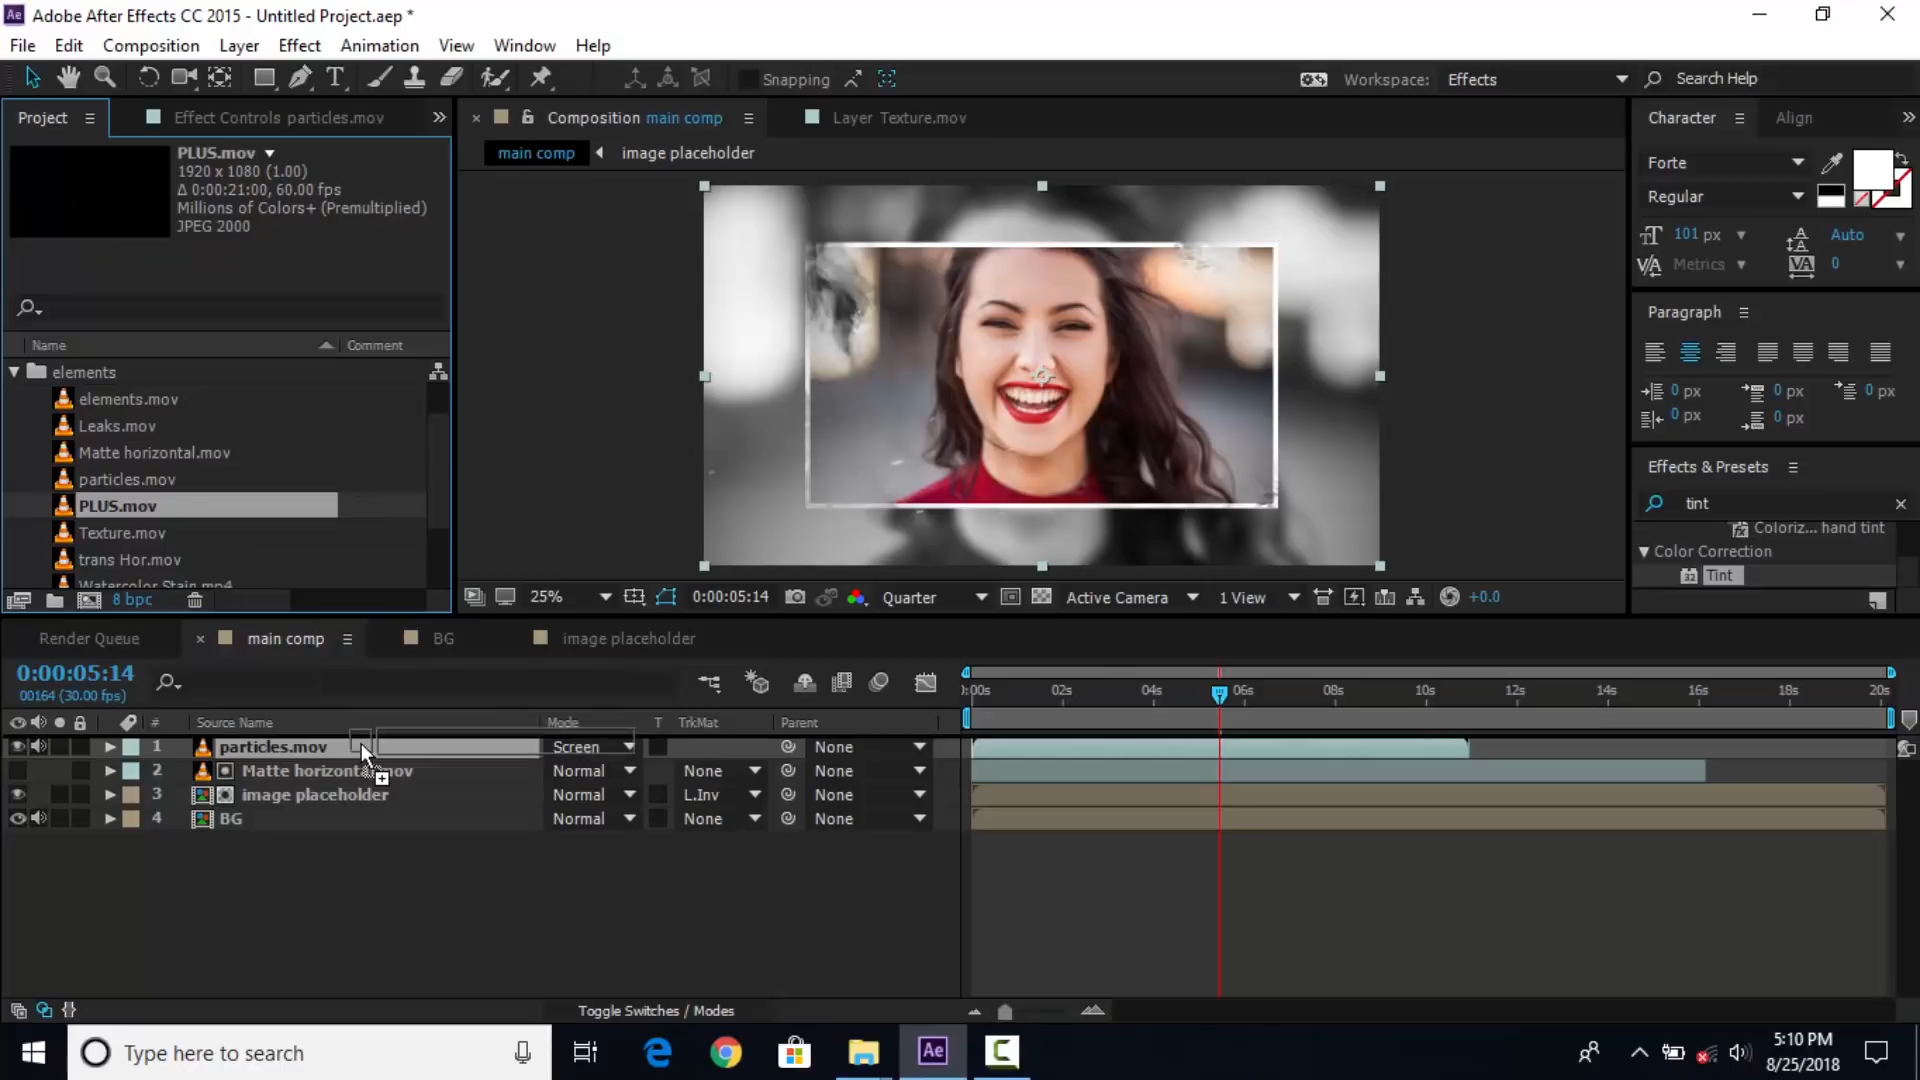 Adobe After Effects CC 2015 - Untitled Project.aep *
File Edit Composition Layer Effect Animation View Window Help
Snapping
Workspace: Effects
Search Help
Project
Effect Controls particles.mov
Composition main comp
Layer Texture.mov
main comp
image placeholder
PLUS.mov
1920 x 1080 (1.00)
Δ 0:00:21:00, 60.00 fps
Millions of Colors+ (Premultiplied)
JPEG 2000
Name
Comment
elements
elements.mov
Leaks.mov
Matte horizontal.mov
particles.mov
PLUS.mov
Texture.mov
trans Hor.mov
Watercolor Stain.mp4
8 bpc
25%
0:00:05:14
Quarter
Active Camera
1 View
+0.0
Character
Align
Forte
Regular
101 px
Auto
Metrics
0
Paragraph
0 px 0 px 0 px
0 px 0 px
Effects & Presets
tint
Coloriz... hand tint
Color Correction
32 Tint
Render Queue
main comp
BG
image placeholder
0:00:05:14
00164 (30.00 fps)
):00s 02s 04s 06s 08s 10s 12s 14s 16s 18s 20s
# Source Name Mode T TrkMat Parent
1 particles.mov Screen None
2 Matte horizontal.mov Normal None None
3 image placeholder Normal L.Inv None
4 BG Normal None None
Toggle Switches / Modes
Type here to search
Ae
5:10 PM
8/25/2018